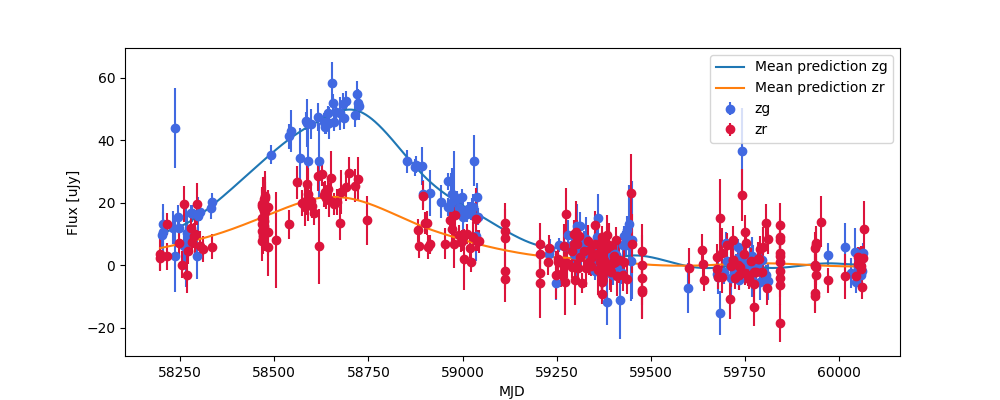 Mean prediction zg
Mean prediction zr
zg
zr
Flux [uJy]
60
40
20
0
−20
58250 58500 58750 59000 59250 59500 59750 60000
MJD